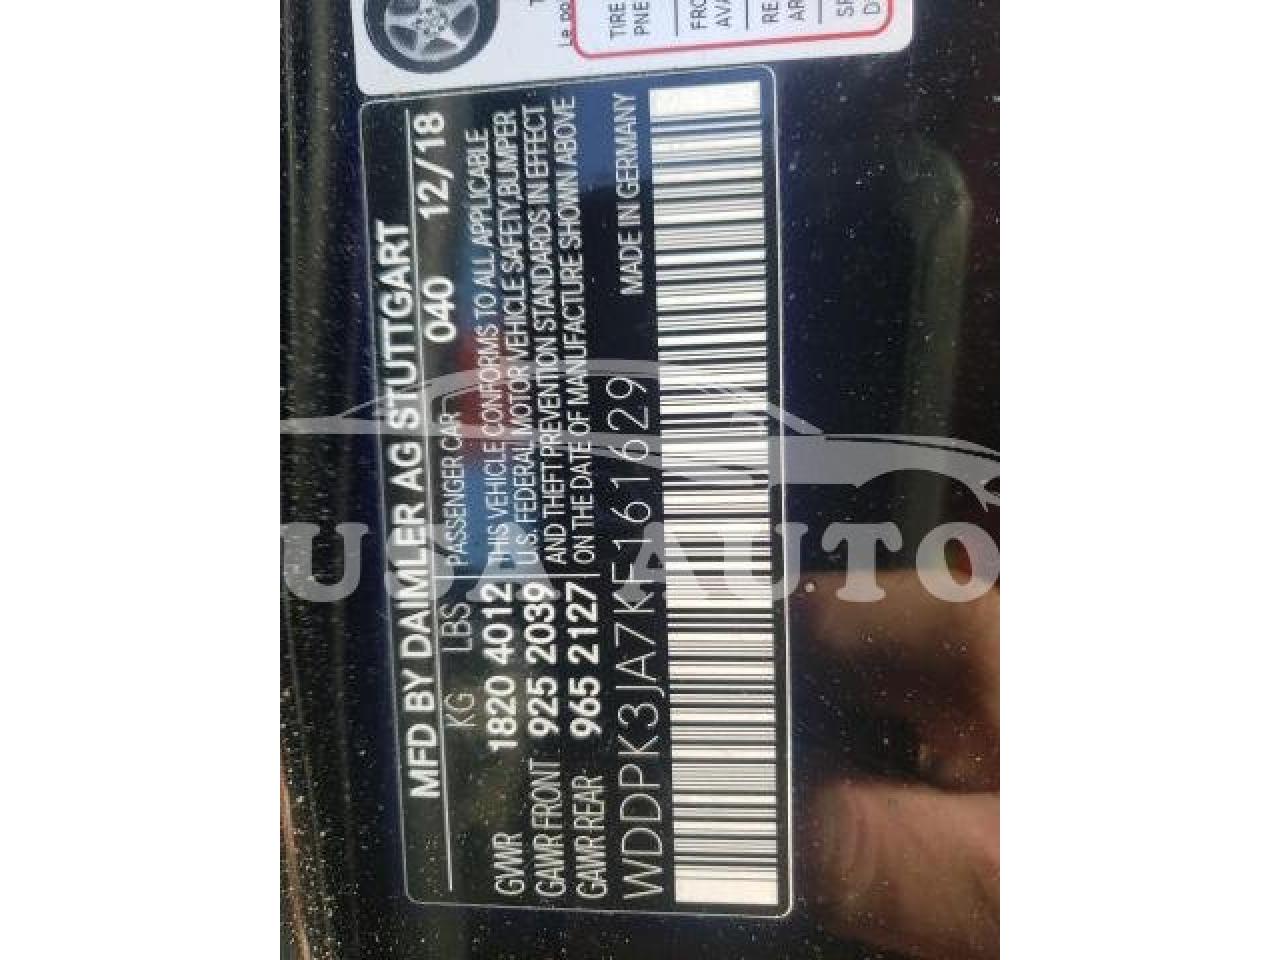 MFD BY DAIMLER AG STUTTGART
040 12/18
KG LBS PASSENGER CAR
GVWR 1820 4012 THIS VEHICLE CONFORMS TO ALL APPLICABLE
U.S. FEDERAL MOTOR VEHICLE SAFETY,BUMPER
GAWR FRONT 925 2039 AND THEFT PREVENTION STANDARDS IN EFFECT
GAWR REAR 965 2127 ON THE DATE OF MANUFACTURE SHOWN ABOVE
WDDPK3JA7KF161629 MADE IN GERMANY
TIRE
USA AUTO